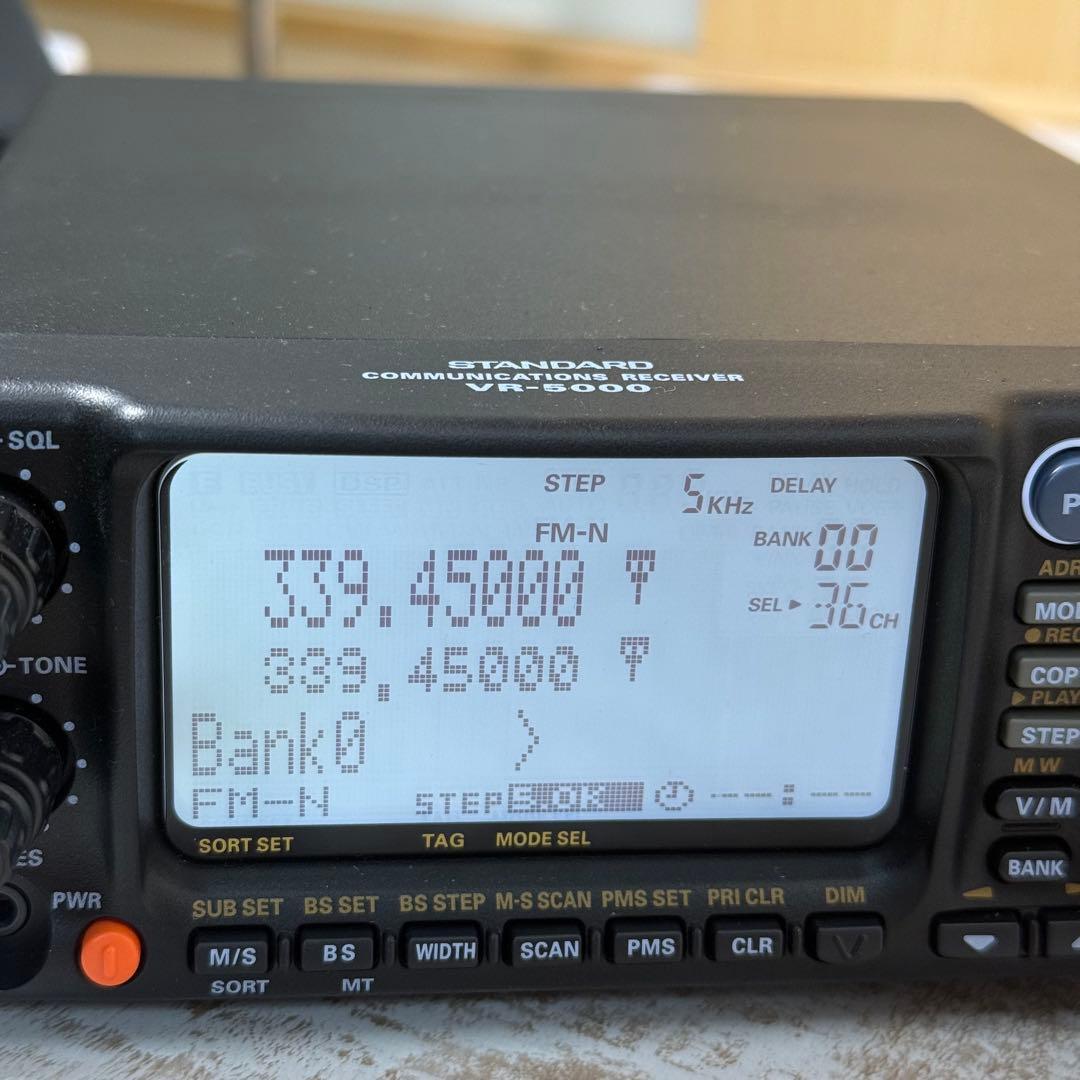 STANDARD
COMMUNICATIONS RECEIVER
VR-5000
SQL
TONE
PWR
STEP 5KHz DELAY
FM-N
BANK 00
339.45000
SEL ▶ 36 CH
339.45000
Bank0
FM-N STEP 5.0K --- --- : --- ---
SORT SET TAG MODE SEL
SUB SET BS SET BS STEP M-S SCAN PMS SET PRI CLR DIM
M/S BS WIDTH SCAN PMS CLR V
SORT MT
REC
PLAY
STEP
MW
V/M
BANK